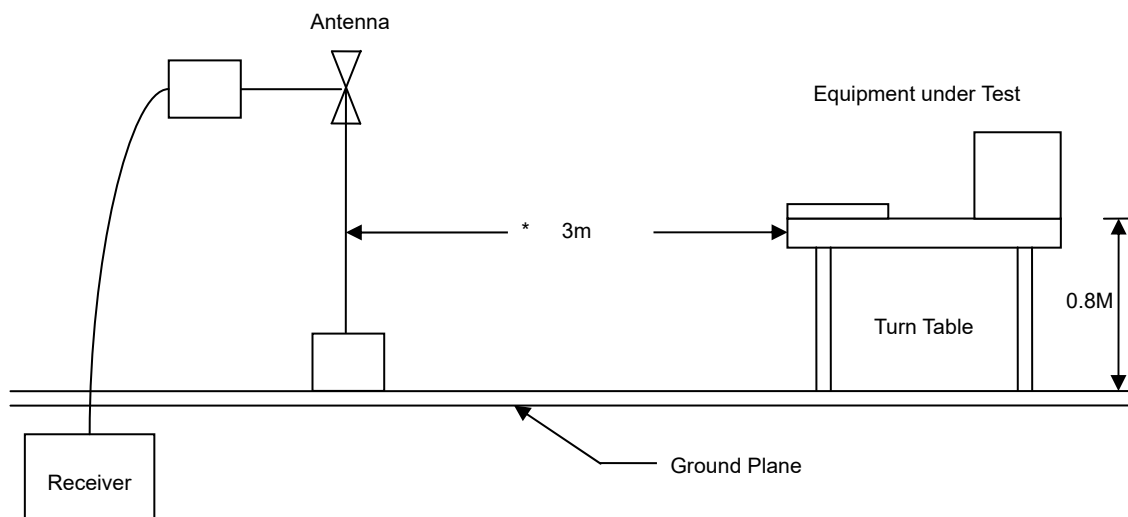 Antenna
Equipment under Test
* 3m
0.8M
Turn Table
Ground Plane
Receiver